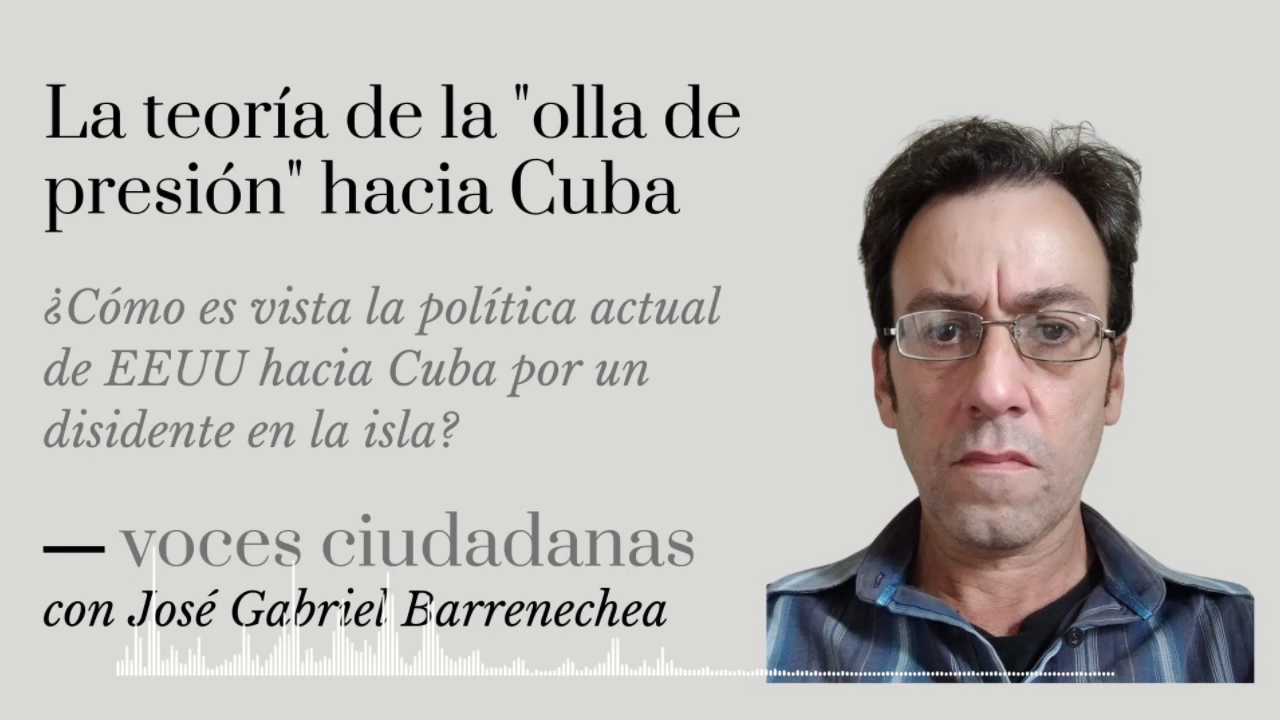 La teoría de la "olla de
presión" hacia Cuba
¿Cómo es vista la política actual
de EEUU hacia Cuba por un
disidente en la isla?
— voces ciudadanas
con José Gabriel Barrenechea